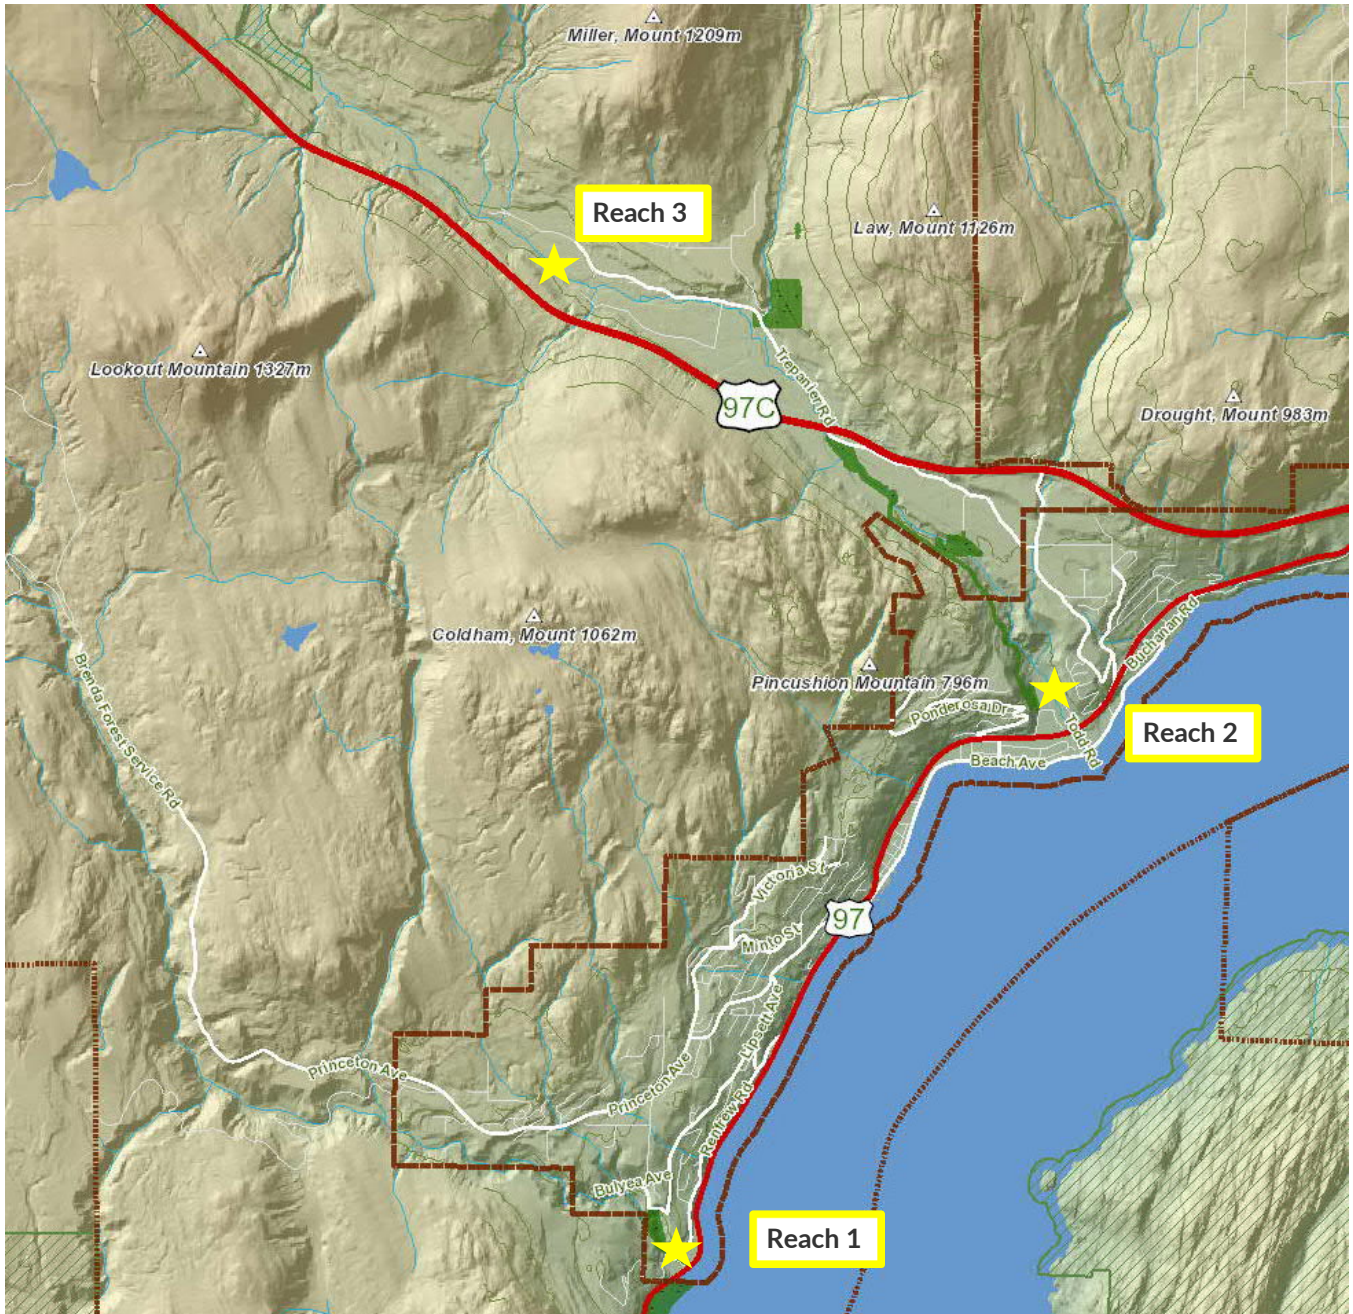 Miller, Mount 1209m
Reach 3
Law, Mount 1126m
Lookout Mountain 1327m
Trepanier Rd
97C
Drought, Mount 983m
Coldham, Mount 1062m
Buchanan Rd
Pincushion Mountain 796m
Ponderosa Dr
Reach 2
Todd Rd
Beach Ave
Brenda Forest Service Rd
Victoria St
97
Minto St
Lipsett Ave
Princeton Ave
Princeton Ave
Renfrew Rd
Bulyea Ave
Reach 1